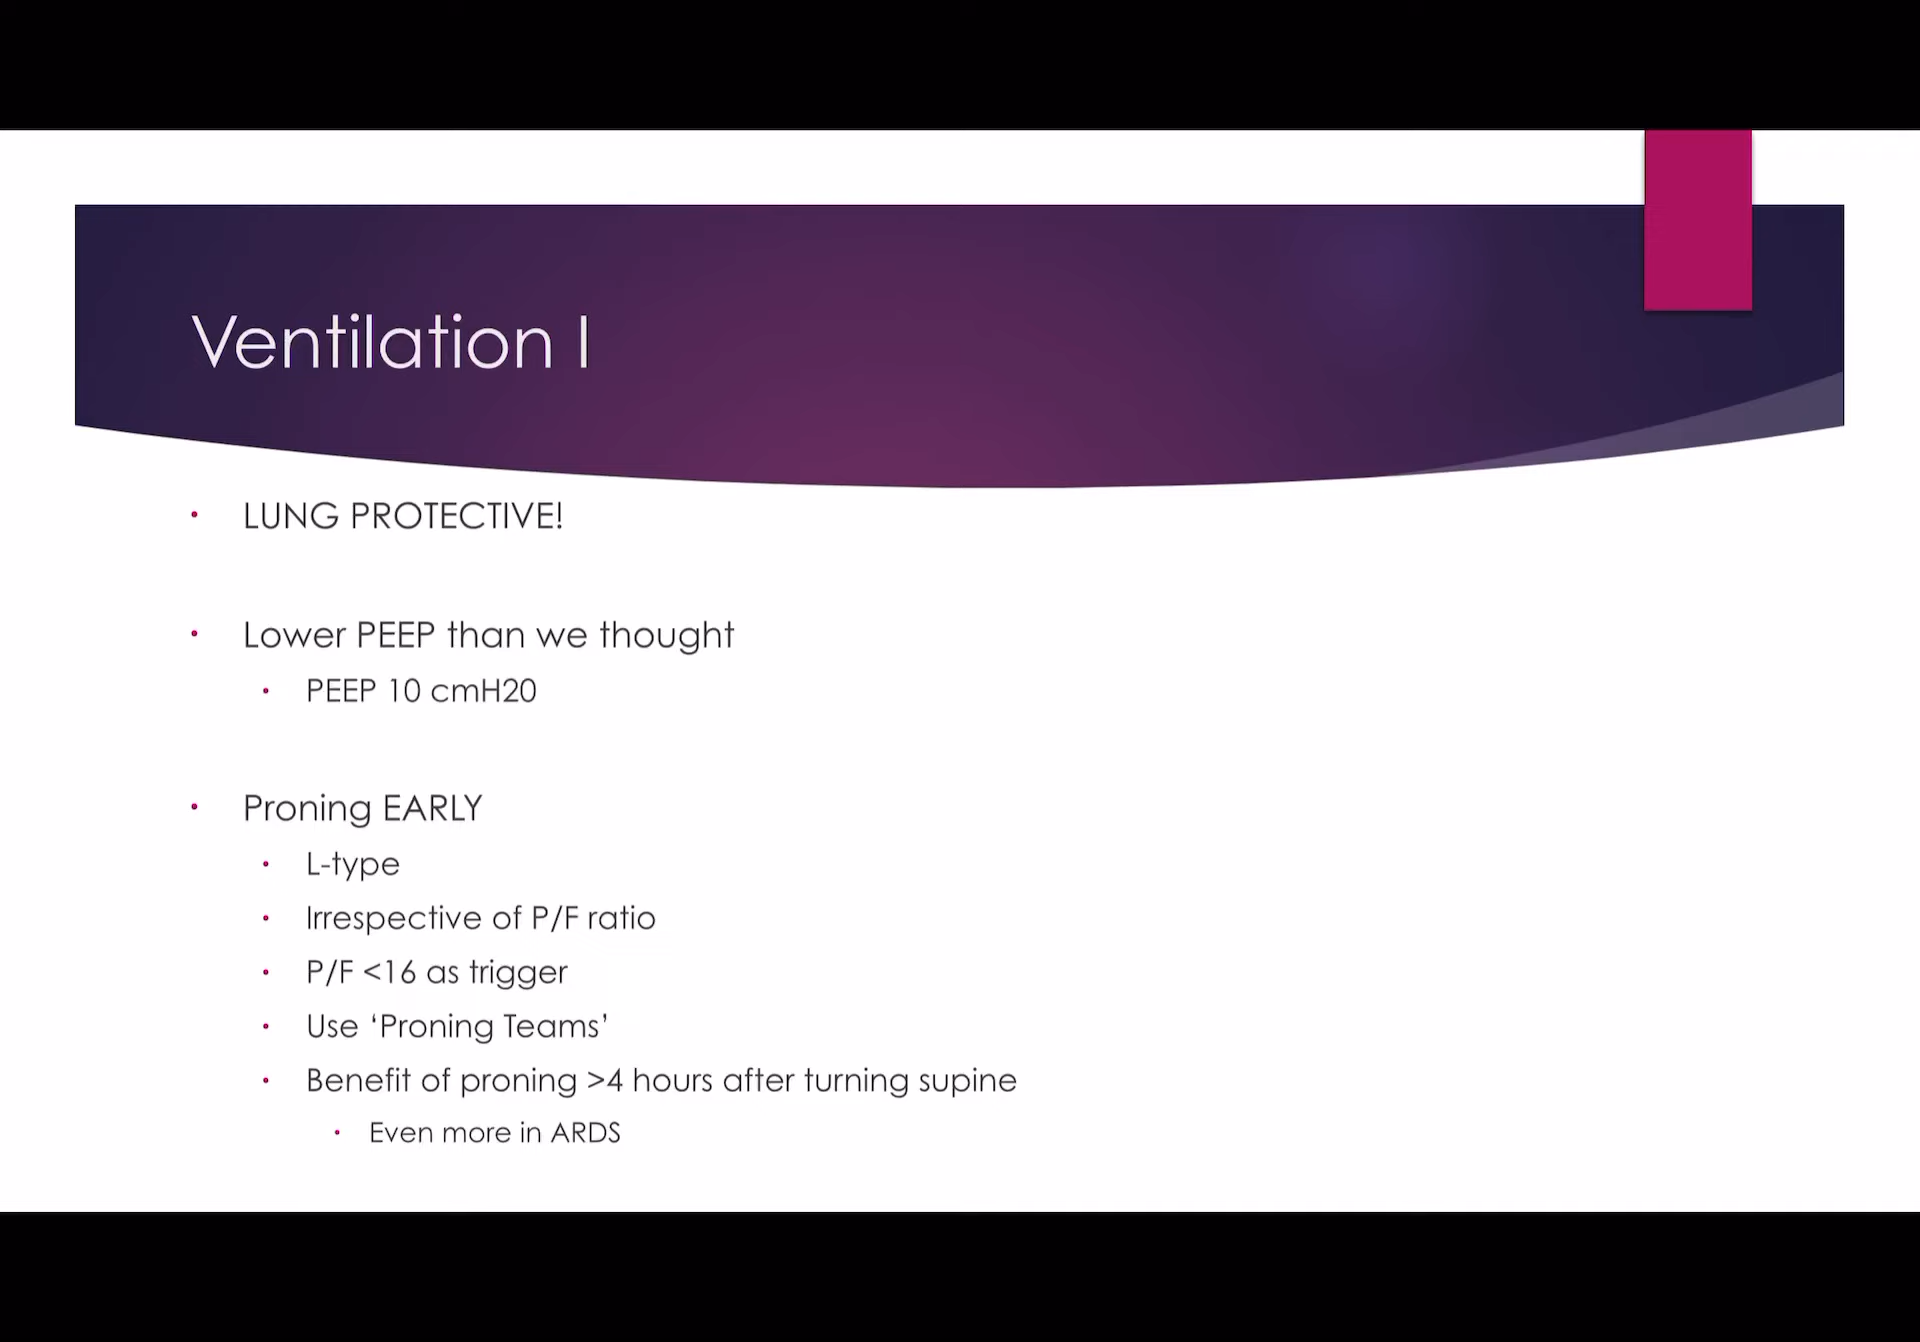 Ventilation I
• LUNG PROTECTIVE!
• Lower PEEP than we thought
• PEEP 10 cmH20
• Proning EARLY
• L-type
• Irrespective of P/F ratio
• P/F <16 as trigger
• Use ‘Proning Teams’
• Benefit of proning >4 hours after turning supine
• Even more in ARDS